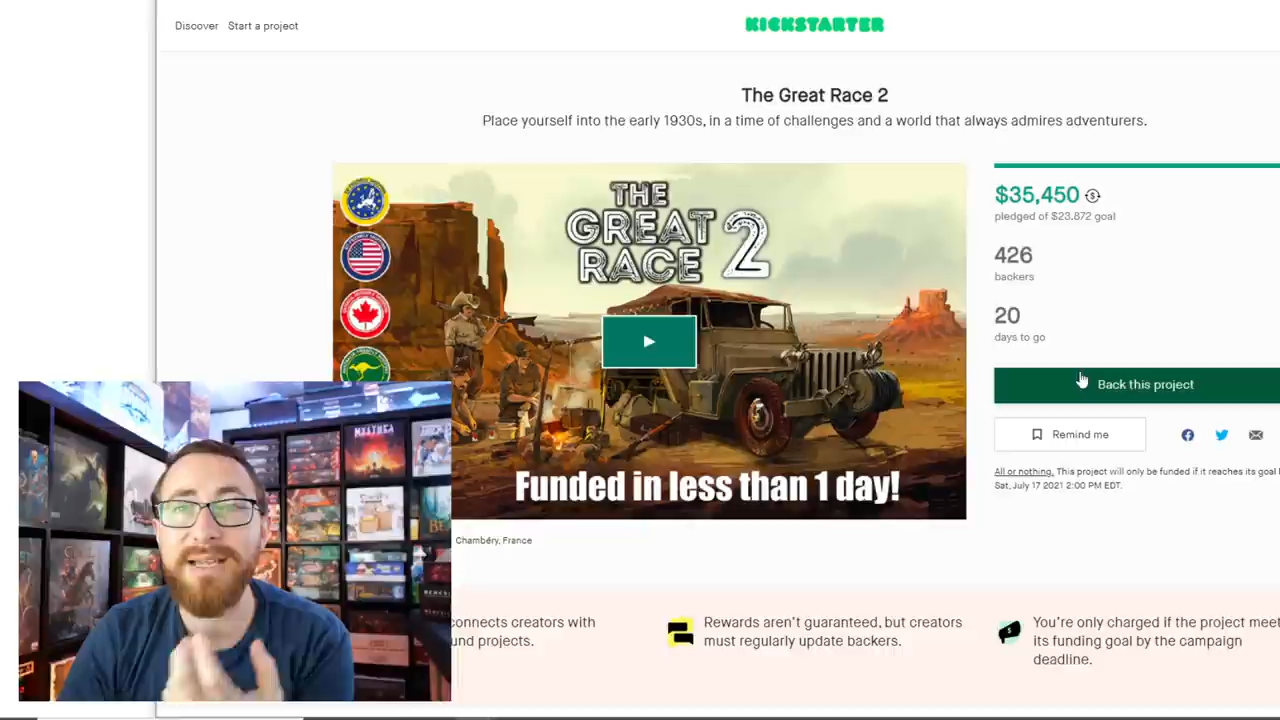 Discover Start a project
KICKSTARTER
The Great Race 2
Place yourself into the early 1930s, in a time of challenges and a world that always admires adventurers.
THE
GREAT
RACE 2
Funded in less than 1 day!
$35,450
pledged of $23,872 goal
426
backers
20
days to go
Back this project
Remind me
All or nothing. This project will only be funded if it reaches its goal
Sat, July 17 2021 2:00 PM EDT.
Chambéry, France
connects creators with
und projects.
Rewards aren't guaranteed, but creators
must regularly update backers.
You're only charged if the project meet
its funding goal by the campaign
deadline.
MYSTHEA